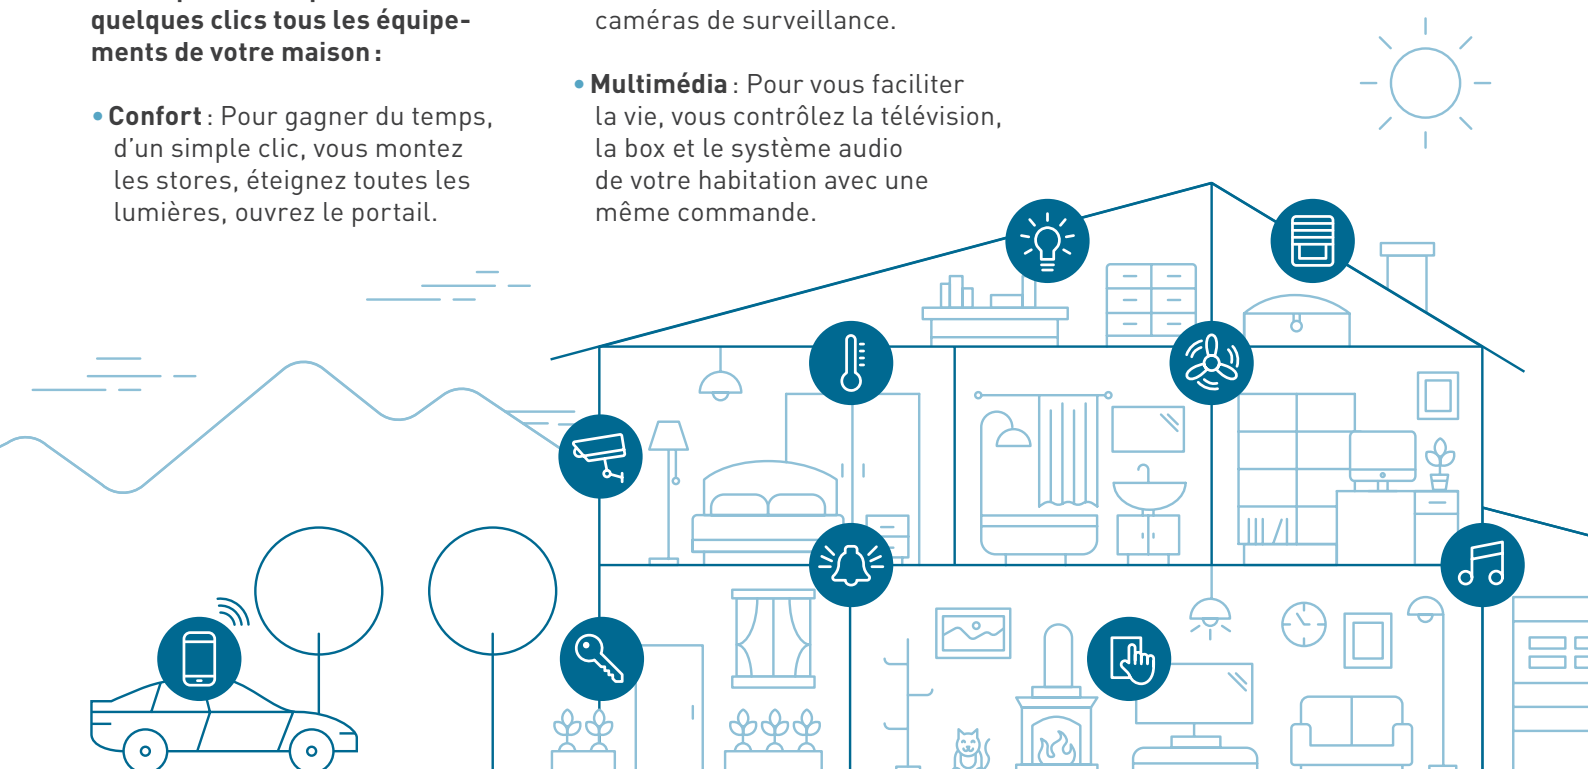 quelques clics tous les équipe-
ments de votre maison :
• Confort : Pour gagner du temps,
d’un simple clic, vous montez
les stores, éteignez toutes les
lumières, ouvrez le portail.
caméras de surveillance.
• Multimédia : Pour vous faciliter
la vie, vous contrôlez la télévision,
la box et le système audio
de votre habitation avec une
même commande.